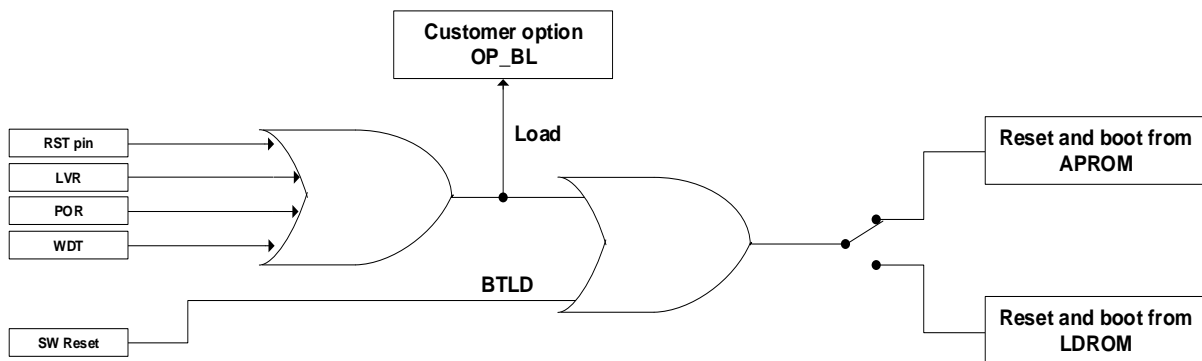 Customer option
OP_BL
RST pin
LVR
POR
WDT
Load
Reset and boot from
APROM
BTLD
SW Reset
Reset and boot from
LDROM